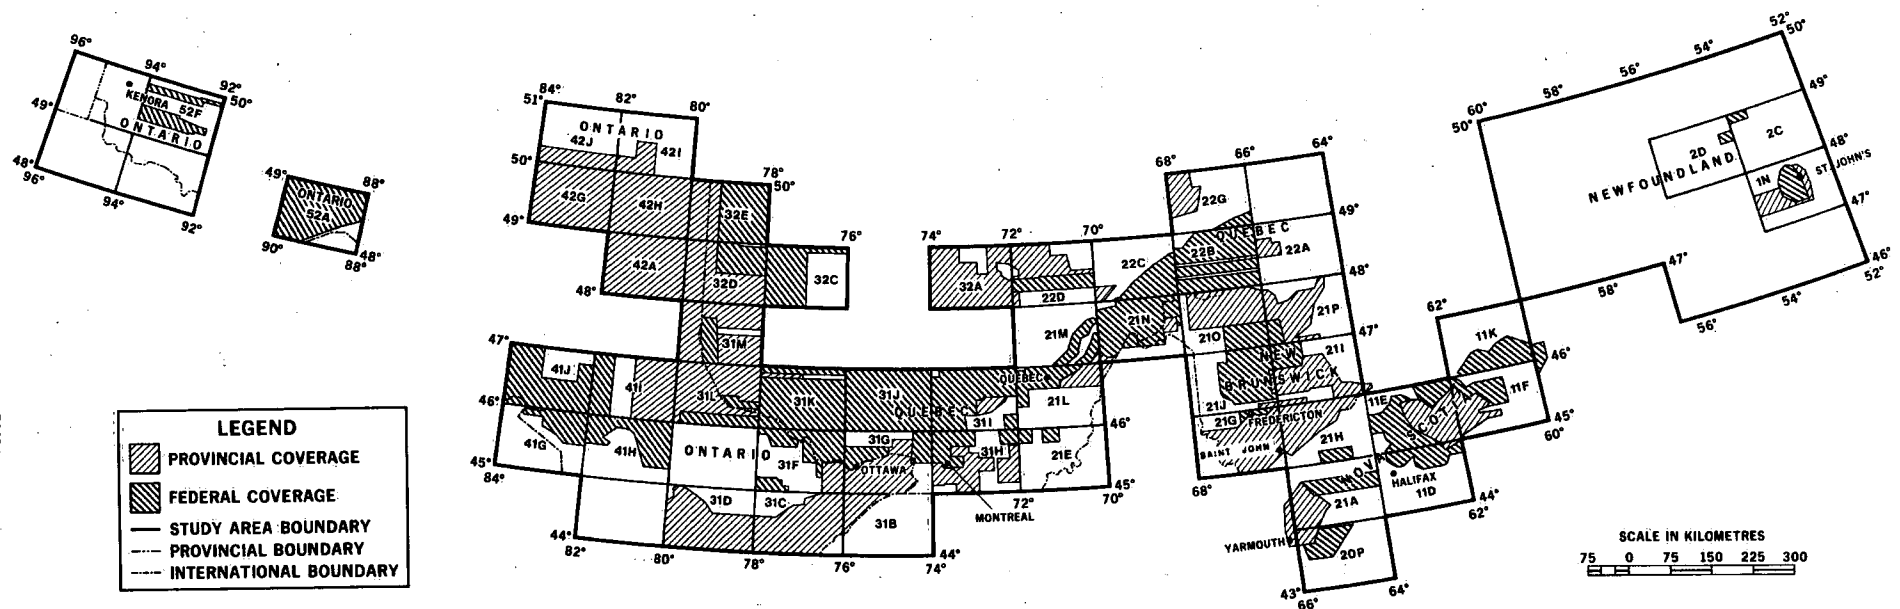 96°
94°
92°
50°
KENORA
52F
49°
ONTARIO
48°
96°
94°
92°
49°
88°
ONTARIO
52A
90°
48°
88°
84°
51°
82°
80°
ONTARIO
42J
42I
50°
78°
50°
42G
42H
32E
49°
76°
42A
32D
32C
48°
31M
47°
41J
41I
31L
31K
31J
QUEBEC
46°
31I
41G
41H
ONTARIO
31F
31G
OTTAWA
31H
45°
84°
31D
31C
31B
MONTREAL
44°
82°
80°
78°
76°
74°
44°
74°
72°
70°
32A
22D
22C
21M
21N
QUEBEC
21L
46°
21E
72°
45°
70°
68°
66°
64°
22G
49°
QUEBEC
22B
22A
48°
21P
21O
47°
NEW
21I
BRUNSWICK
21J
21G
FREDERICTON
11E
21H
SAINT JOHN
68°
NOVA SCOTIA
HALIFAX
11D
21A
44°
62°
YARMOUTH
20P
43°
66°
64°
62°
11K
46°
11F
45°
60°
60°
50°
58°
56°
54°
52°
50°
49°
2C
2D
48°
NEWFOUNDLAND
1N
ST. JOHN'S
47°
47°
46°
52°
58°
56°
54°
LEGEND
PROVINCIAL COVERAGE
FEDERAL COVERAGE
STUDY AREA BOUNDARY
PROVINCIAL BOUNDARY
INTERNATIONAL BOUNDARY
SCALE IN KILOMETRES
75 0 75 150 225 300